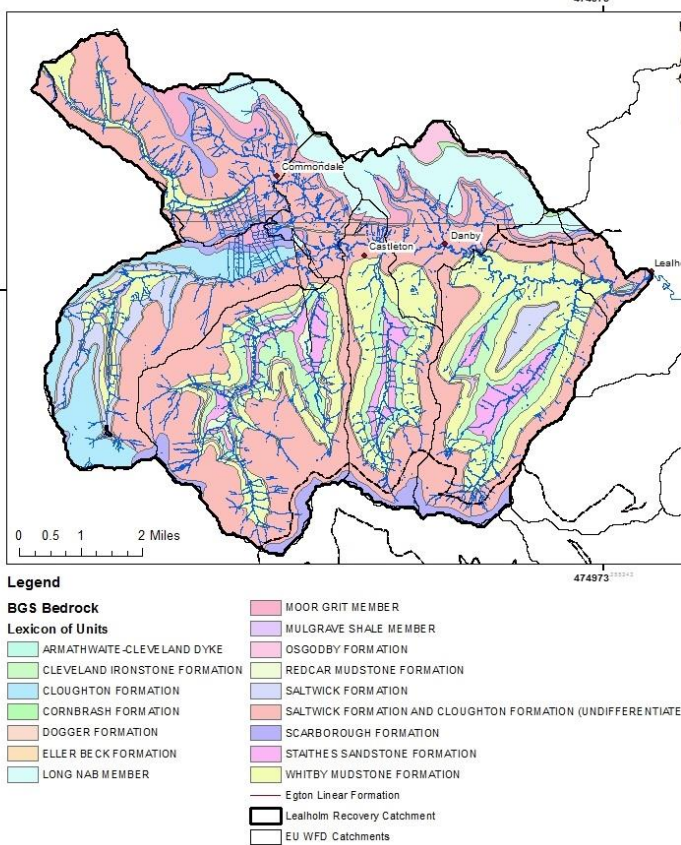 Commondale
Danby
Castleton
Lealh
0 0.5 1 2 Miles
474973
Legend
BGS Bedrock
Lexicon of Units
ARMATHWAITE-CLEVELAND DYKE
CLEVELAND IRONSTONE FORMATION
CLOUGHTON FORMATION
CORNBRASH FORMATION
DOGGER FORMATION
ELLER BECK FORMATION
LONG NAB MEMBER
MOOR GRIT MEMBER
MULGRAVE SHALE MEMBER
OSGODBY FORMATION
REDCAR MUDSTONE FORMATION
SALTWICK FORMATION
SALTWICK FORMATION AND CLOUGHTON FORMATION (UNDIFFERENTIATE
SCARBOROUGH FORMATION
STAITHES SANDSTONE FORMATION
WHITBY MUDSTONE FORMATION
Egton Linear Formation
Lealholm Recovery Catchment
EU WFD Catchments